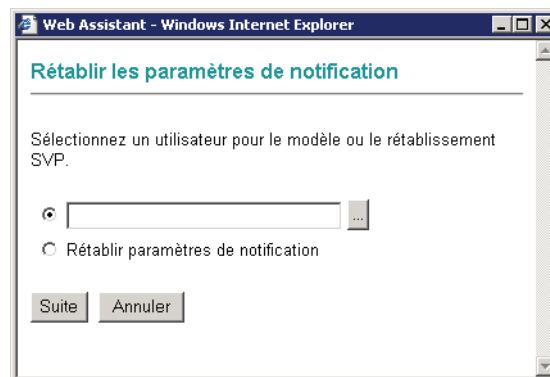 Web Assistant - Windows Internet Explorer
Rétablir les paramètres de notification
Sélectionnez un utilisateur pour le modèle ou le rétablissement
SVP.
...
Rétablir paramètres de notification
Suite Annuler